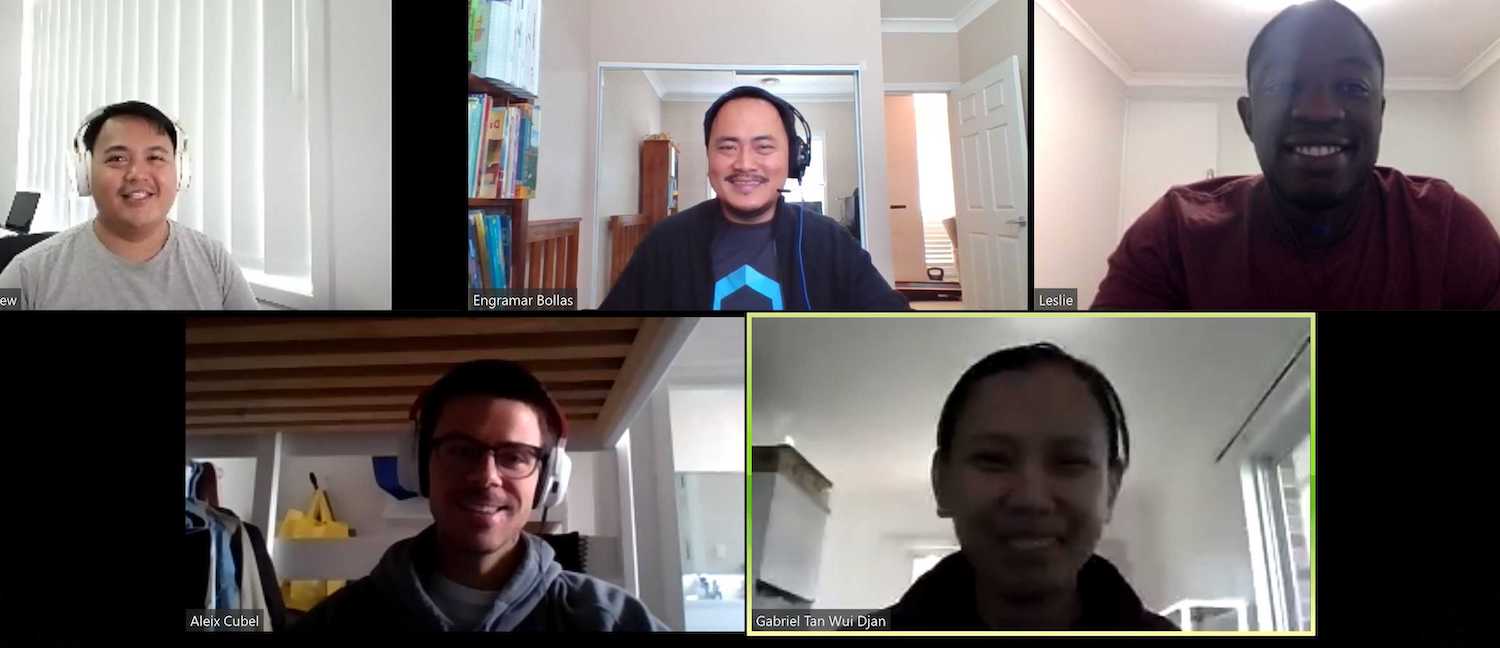 ew
Engramar Bollas
Leslie
Aleix Cubel
Gabriel Tan Wui Djan